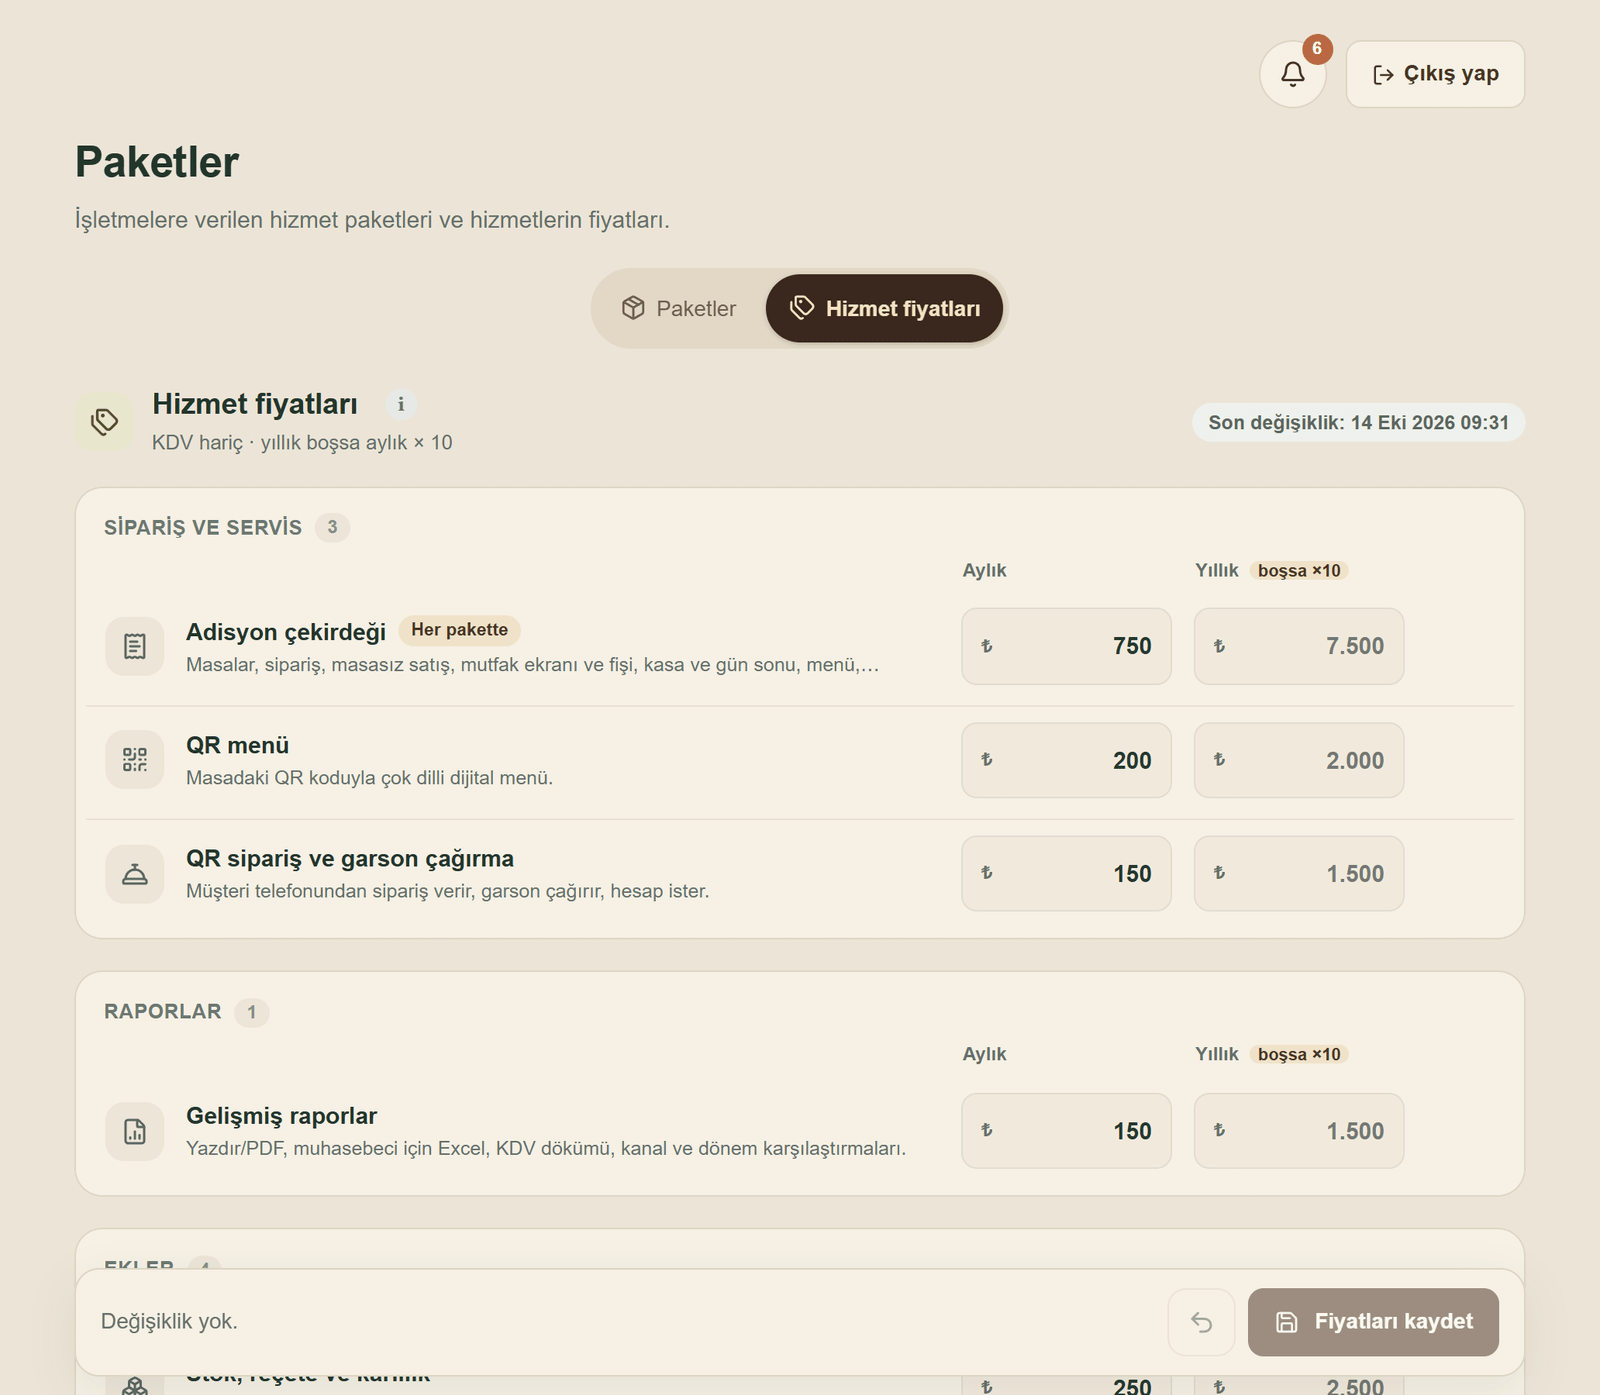 6
Çıkış yap
Paketler
İşletmelere verilen hizmet paketleri ve hizmetlerin fiyatları.
Paketler
Hizmet fiyatları
Hizmet fiyatları i
KDV hariç · yıllık boşsa aylık × 10
Son değişiklik: 14 Eki 2026 09:31
SİPARİŞ VE SERVİS 3
Aylık Yıllık boşsa ×10
Adisyon çekirdeği Her pakette
Masalar, sipariş, masasız satış, mutfak ekranı ve fişi, kasa ve gün sonu, menü,…
₺ 750 ₺ 7.500
QR menü
Masadaki QR koduyla çok dilli dijital menü.
₺ 200 ₺ 2.000
QR sipariş ve garson çağırma
Müşteri telefonundan sipariş verir, garson çağırır, hesap ister.
₺ 150 ₺ 1.500
RAPORLAR 1
Aylık Yıllık boşsa ×10
Gelişmiş raporlar
Yazdır/PDF, muhasebeci için Excel, KDV dökümü, kanal ve dönem karşılaştırmaları.
₺ 150 ₺ 1.500
EKLER 4
Değişiklik yok.
Fiyatları kaydet
Stok, reçete ve kârlılık
₺ 250 ₺ 2.500